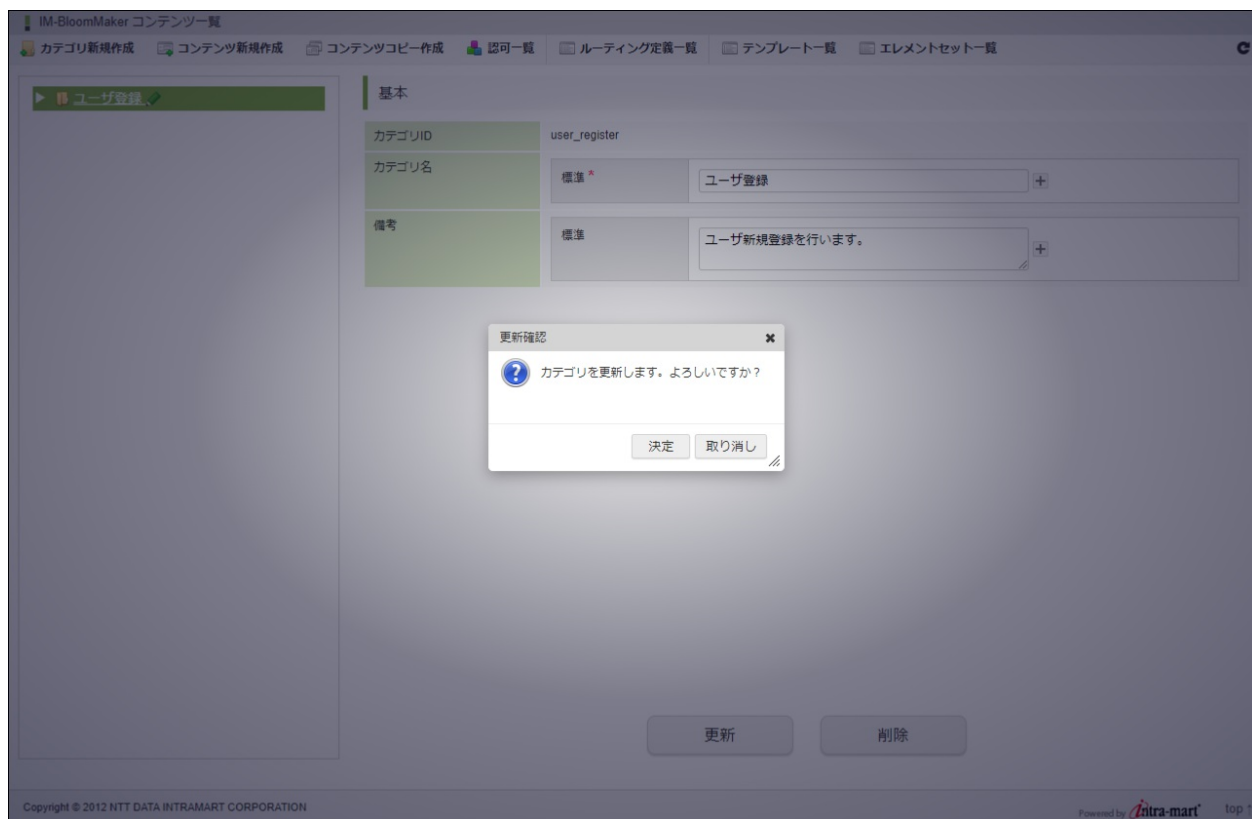 IM-BloomMaker コンテンツ一覧
カテゴリ新規作成 コンテンツ新規作成 コンテンツコピー作成 認可一覧 ルーティング定義一覧 テンプレート一覧 エレメントセット一覧
ユーザ登録
基本
カテゴリID user_register
カテゴリ名 標準 * ユーザ登録
備考 標準 ユーザ新規登録を行います。
更新確認
カテゴリを更新します。よろしいですか？
決定 取り消し
更新 削除
Copyright © 2012 NTT DATA INTRAMART CORPORATION
Powered by intra-mart top